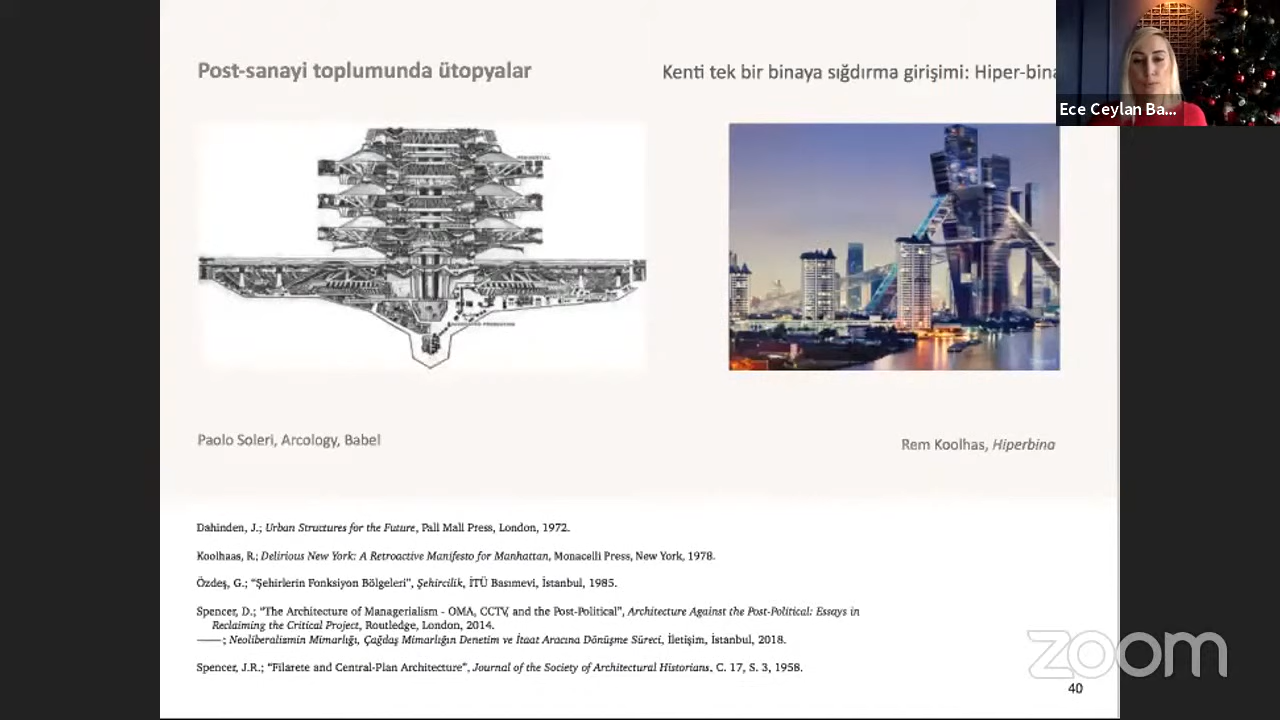 Post-sanayi toplumunda ütopyalar
Kenti tek bir binaya sığdırma girişimi: Hiper-bina
Ece Ceylan Ba...
RESIDENTIAL
Paolo Soleri, Arcology, Babel
Rem Koolhas, Hiperbina
Dahinden, J.; Urban Structures for the Future, Pall Mall Press, London, 1972.
Koolhaas, R.; Delirious New York: A Retroactive Manifesto for Manhattan, Monacelli Press, New York, 1978.
Özdeş, G.; “Şehirlerin Fonksiyon Bölgeleri”, Şehircilik, İTÜ Basımevi, İstanbul, 1985.
Spencer, D.; “The Architecture of Managerialism - OMA, CCTV, and the Post-Political”, Architecture Against the Post-Political: Essays in
Reclaiming the Critical Project, Routledge, London, 2014.
——; Neoliberalizmin Mimarlığı, Çağdaş Mimarlığın Denetim ve İtaat Aracına Dönüşme Süreci, İletişim, İstanbul, 2018.
Spencer, J.R.; “Filarete and Central-Plan Architecture”, Journal of the Society of Architectural Historians, C. 17, S. 3, 1958.
zoom
40